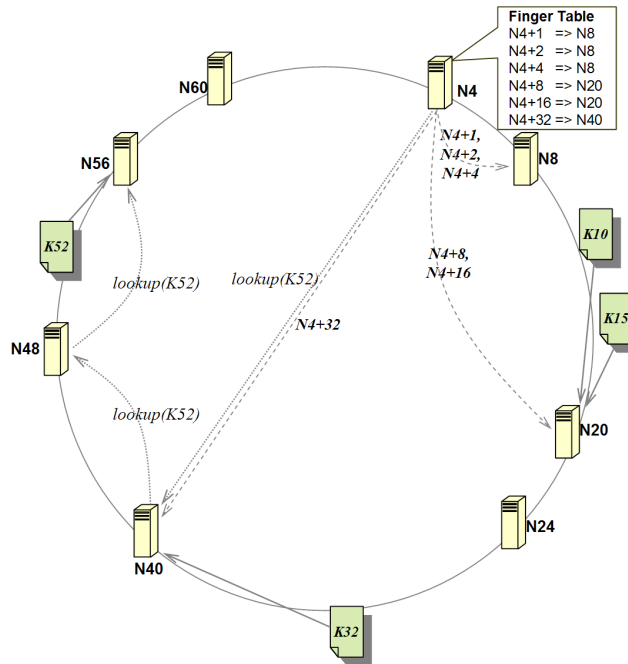 Finger Table
N4+1 => N8
N4+2 => N8
N4+4 => N8
N4+8 => N20
N4+16 => N20
N4+32 => N40
N60
N4
N4+1,
N4+2,
N4+4
N8
N56
K52
K10
lookup(K52)
lookup(K52)
N4+8,
N4+16
K15
N4+32
N48
lookup(K52)
N20
N24
N40
K32